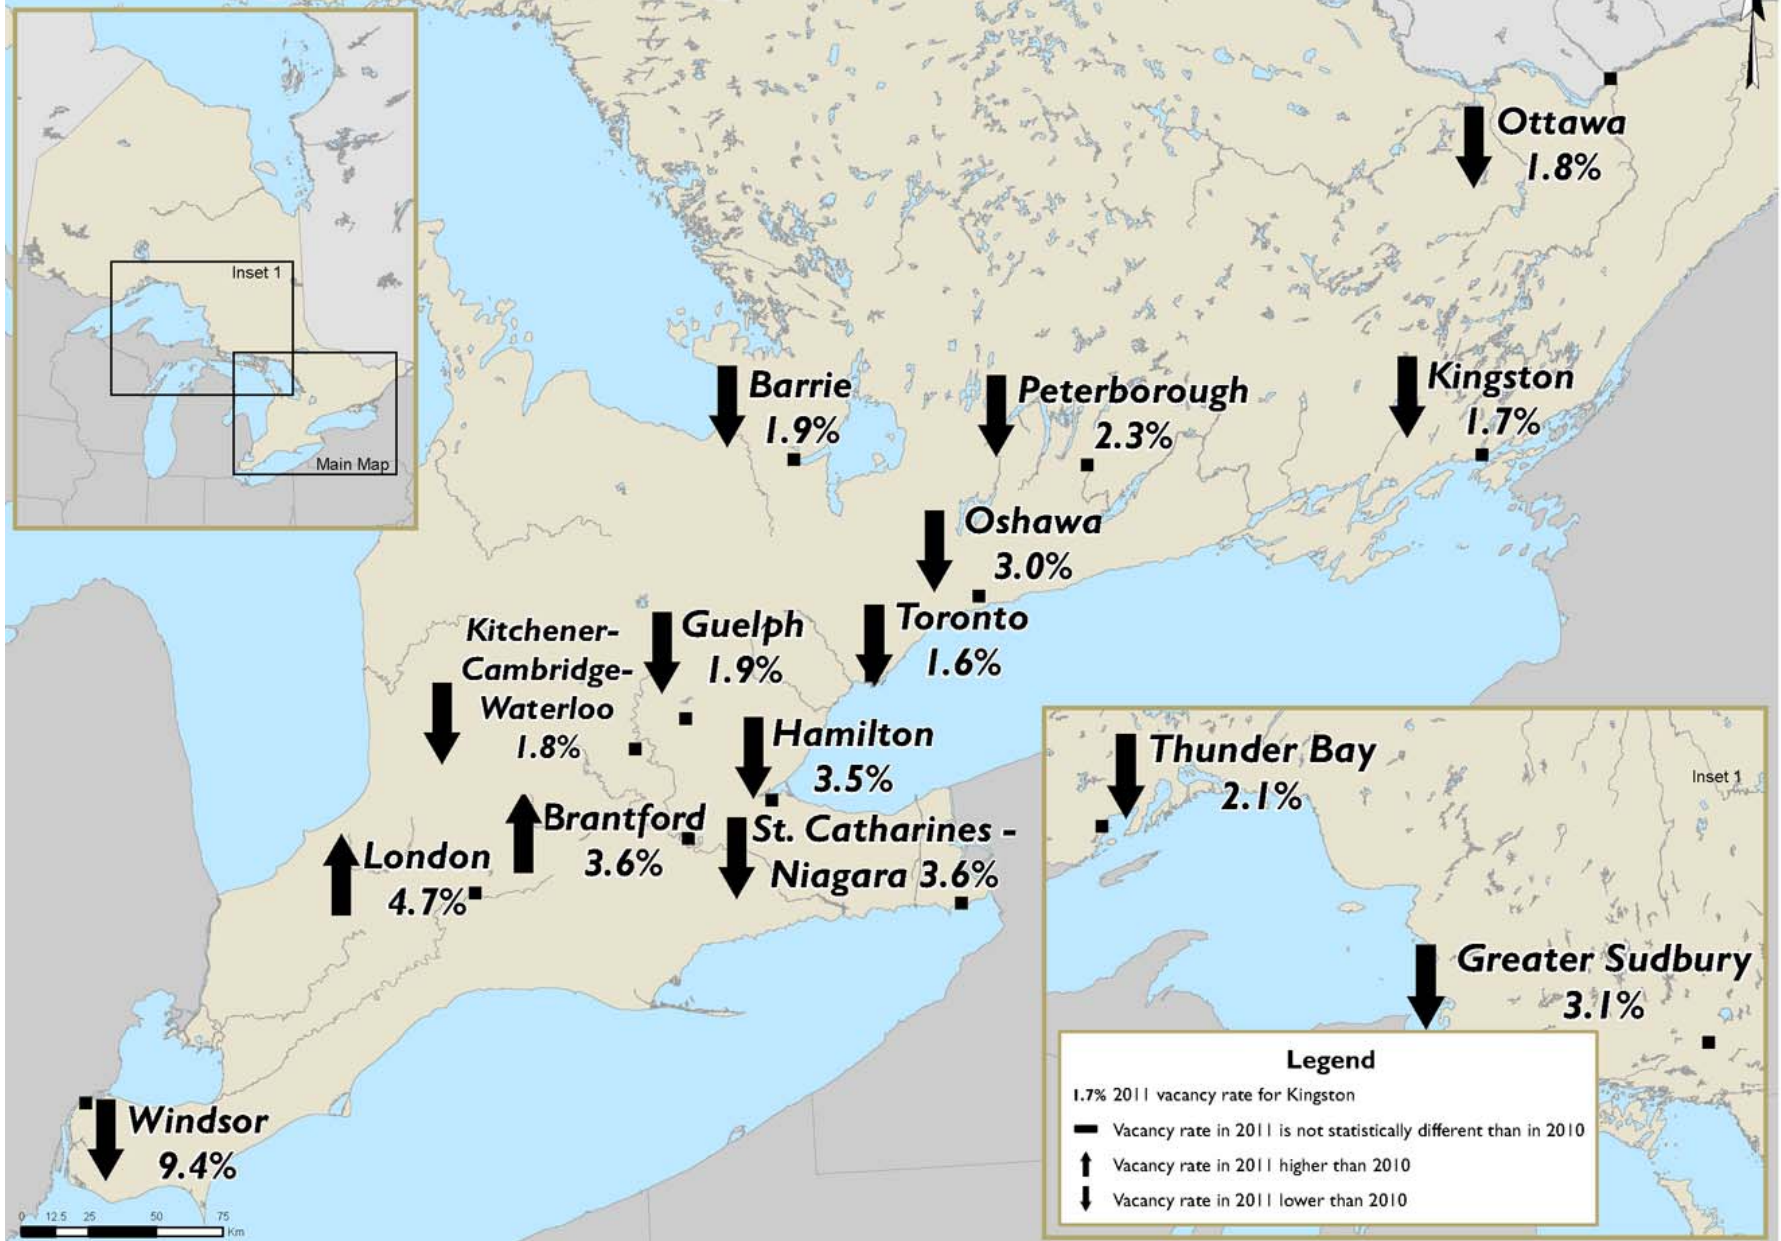 Inset 1
Main Map
Ottawa
1.8%
Barrie
1.9%
Peterborough
2.3%
Kingston
1.7%
Oshawa
3.0%
Toronto
1.6%
Guelph
1.9%
Kitchener-
Cambridge-
Waterloo
1.8%
Hamilton
3.5%
Brantford
3.6%
St. Catharines -
Niagara 3.6%
London
4.7%
Windsor
9.4%
0 12.5 25 50 75
Km
Inset 1
Thunder Bay
2.1%
Greater Sudbury
3.1%
Legend
1.7% 2011 vacancy rate for Kingston
Vacancy rate in 2011 is not statistically different than in 2010
Vacancy rate in 2011 higher than 2010
Vacancy rate in 2011 lower than 2010